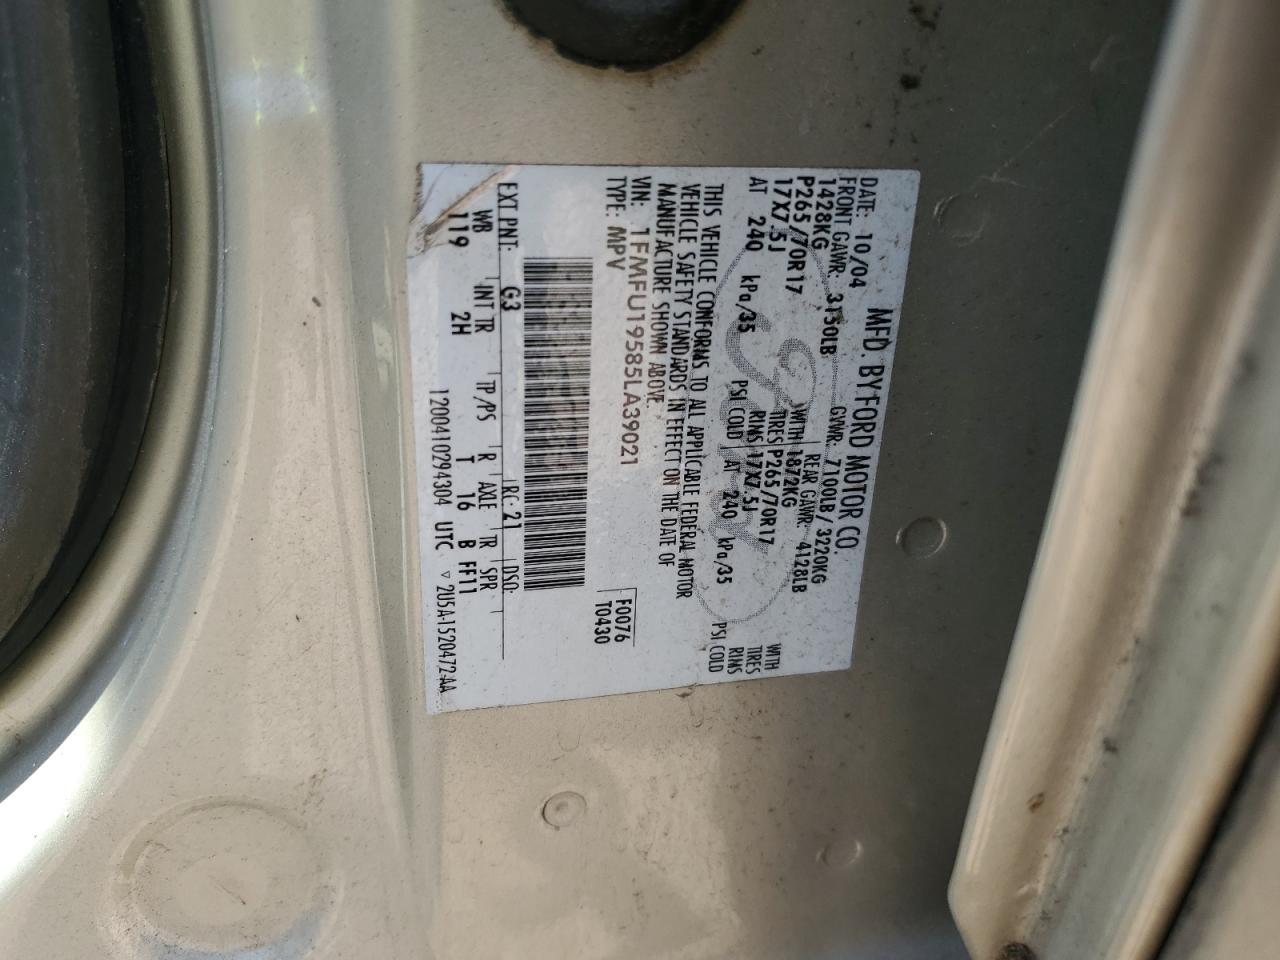 MFD. BY FORD MOTOR CO.
DATE: 10/04 GVWR: 7100LB/ 3220KG
FRONT GAWR: 3150LB REAR GAWR: 4128LB
1428KG WITH 1872KG WITH
P265/70R17 TIRES P265/70R17 TIRES
17X7.5J RIMS 17X7.5J RIMS
AT 240 kPa/35 PSI COLD AT 240 kPa/35 PSI COLD
THIS VEHICLE CONFORMS TO ALL APPLICABLE FEDERAL MOTOR
VEHICLE SAFETY STANDARDS IN EFFECT ON THE DATE OF
MANUFACTURE SHOWN ABOVE.
VIN: 1FMFU19585LA39021
TYPE: MPV
F0076
T0430
EXT PNT: G3 RC: 21 DSO:
WB INT TR TP/PS R AXLE TR SPR
119 2H T 16 B FF11
1200410294304 UTC ▽ 2U5A-1520472-AA